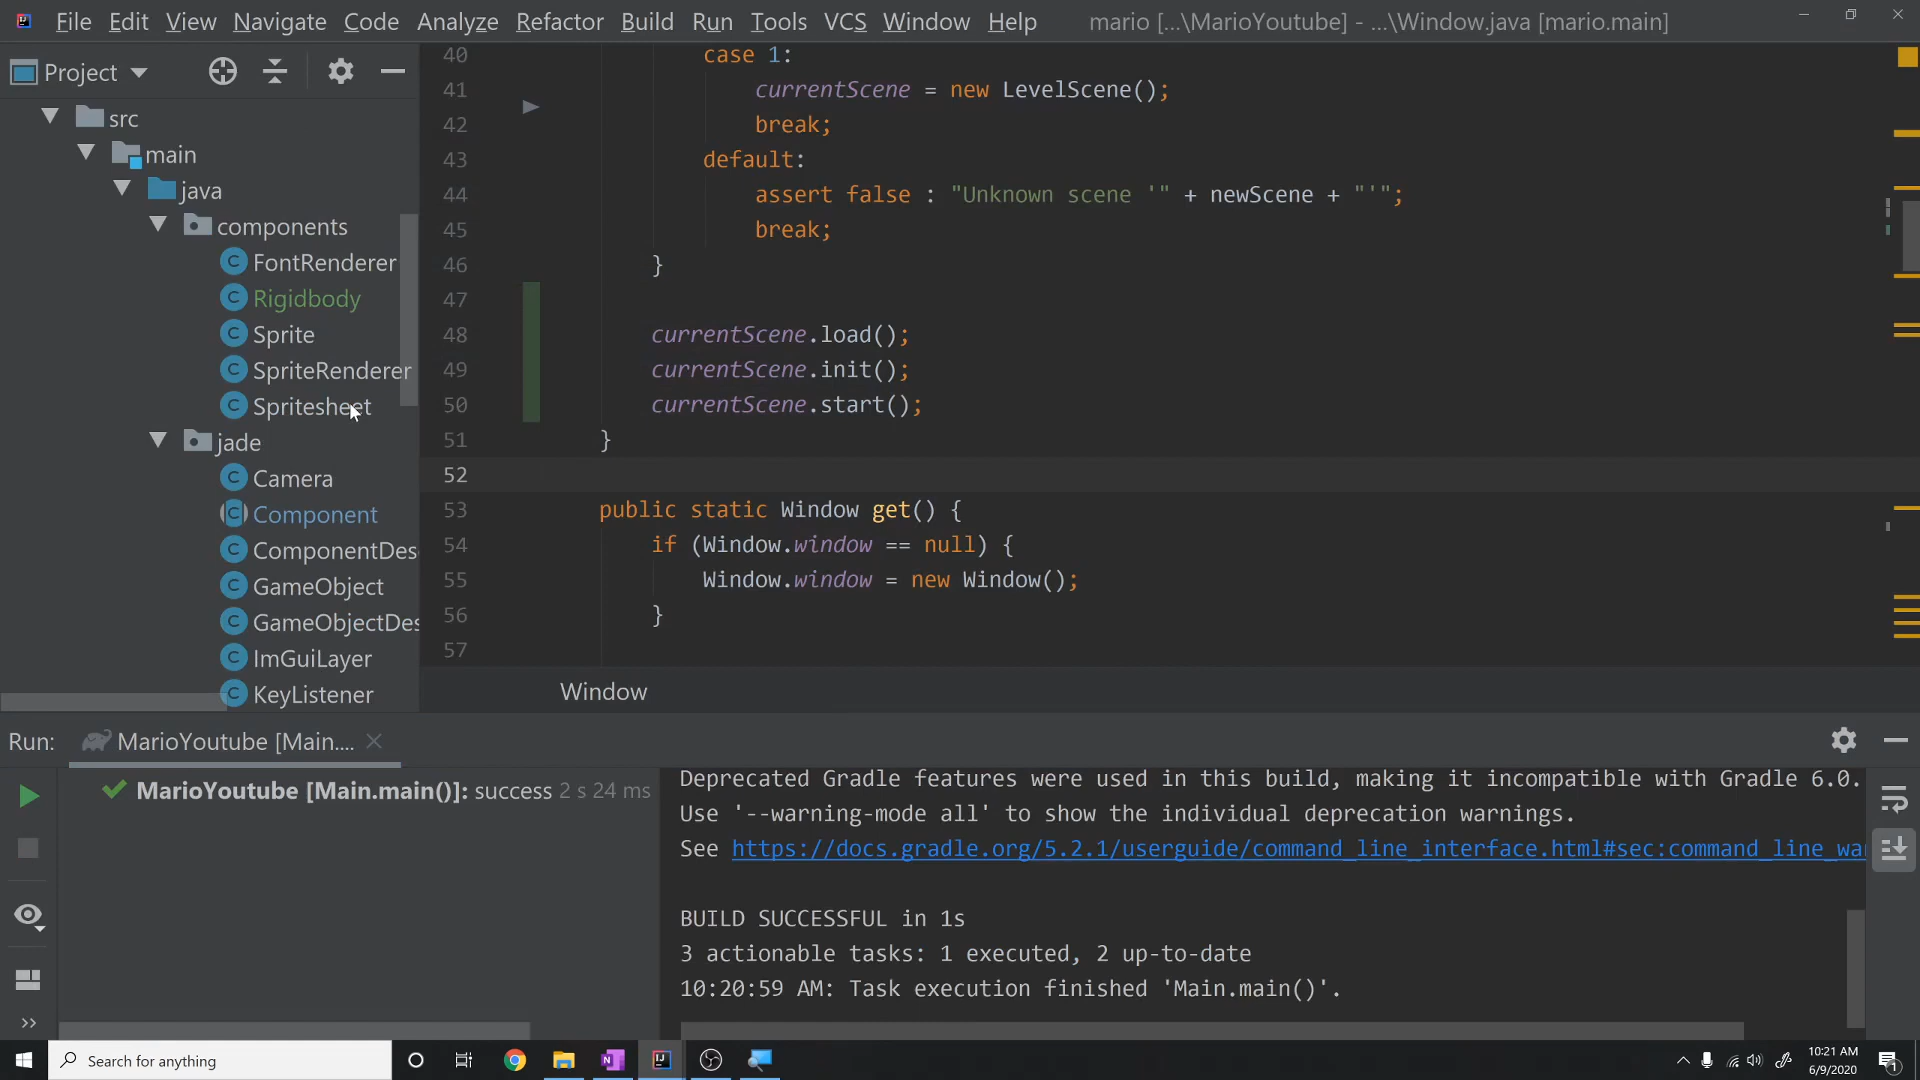 File Edit View Navigate Code Analyze Refactor Build Run Tools VCS Window Help mario [...\MarioYoutube] - ...\Window.java [mario.main]
Project
src
main
java
components
FontRenderer
Rigidbody
Sprite
SpriteRenderer
Spritesheet
jade
Camera
Component
ComponentDes
GameObject
GameObjectDes
ImGuiLayer
KeyListener
40 case 1:
41 currentScene = new LevelScene();
42 break;
43 default:
44 assert false : "Unknown scene '" + newScene + "'";
45 break;
46 }
47
48 currentScene.load();
49 currentScene.init();
50 currentScene.start();
51 }
52
53 public static Window get() {
54 if (Window.window == null) {
55 Window.window = new Window();
56 }
57
Window
Run: MarioYoutube [Main....
MarioYoutube [Main.main()]: success 2 s 24 ms
Deprecated Gradle features were used in this build, making it incompatible with Gradle 6.0.
Use '--warning-mode all' to show the individual deprecation warnings.
See https://docs.gradle.org/5.2.1/userguide/command_line_interface.html#sec:command_line_wa
BUILD SUCCESSFUL in 1s
3 actionable tasks: 1 executed, 2 up-to-date
10:20:59 AM: Task execution finished 'Main.main()'.
Search for anything
10:21 AM
6/9/2020
1